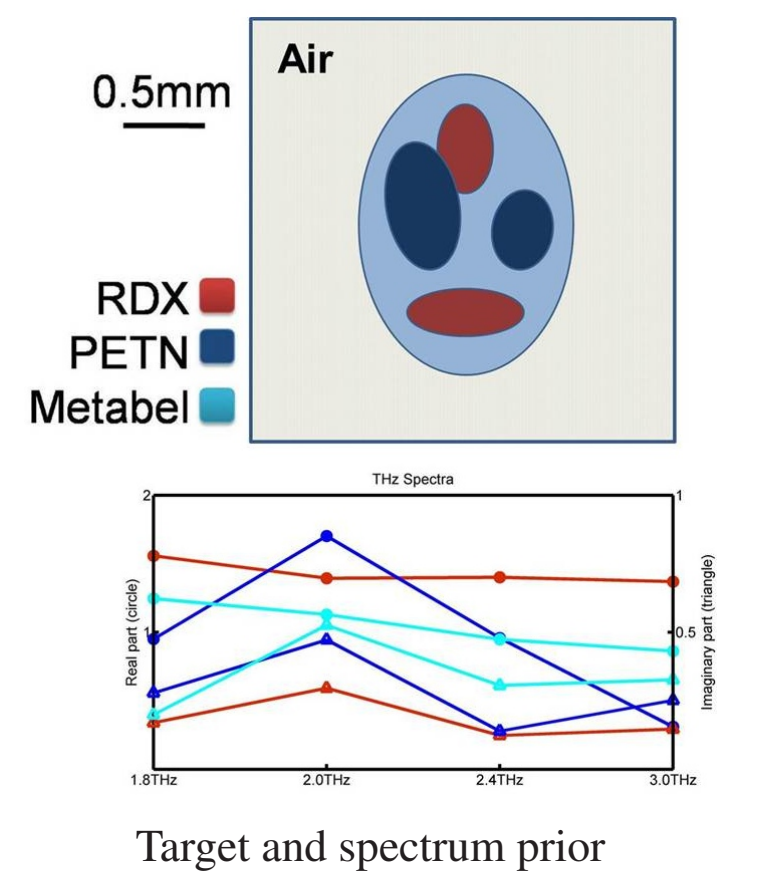 Air
0.5mm
RDX
PETN
Metabel
THz Spectra
2
1
Real part (circle)
1
0.5
Imaginary part (triangle)
1.8THz
2.0THz
2.4THz
3.0THz
Target and spectrum prior